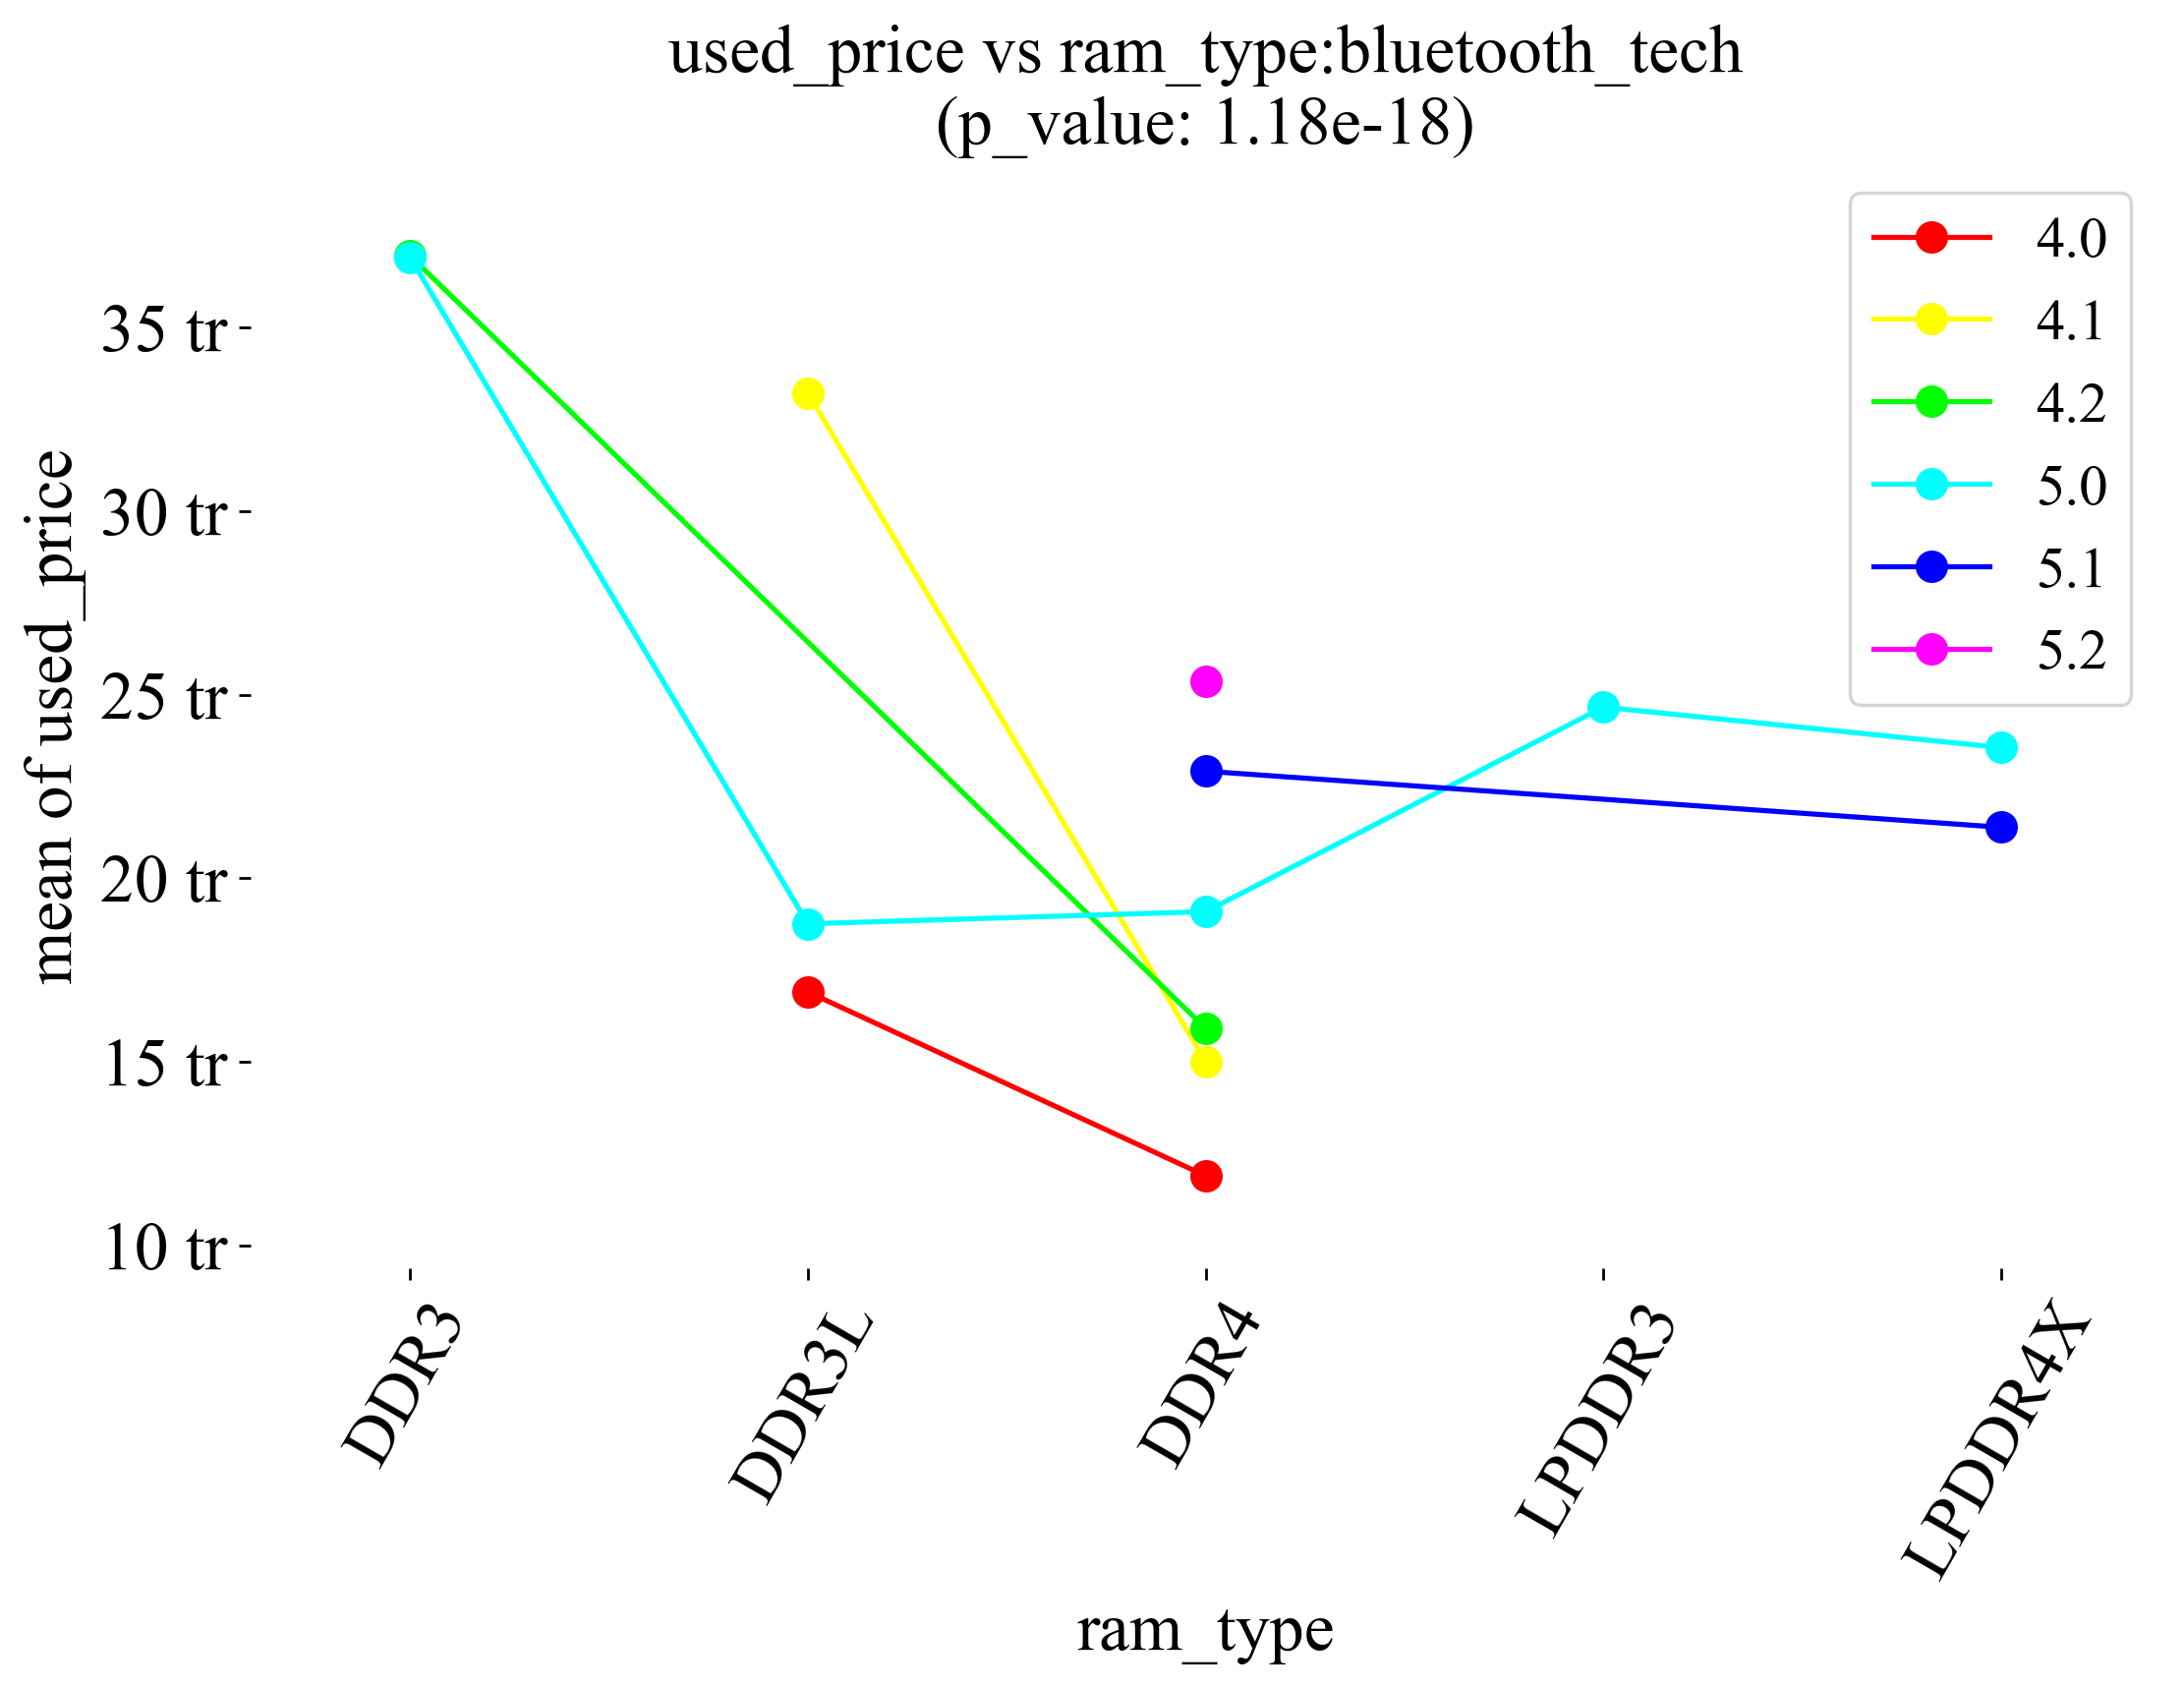 used_price vs ram_type:bluetooth_tech
(p_value: 1.18e-18)
4.0
4.1
4.2
5.0
5.1
5.2
mean of used_price
35 tr
30 tr
25 tr
20 tr
15 tr
10 tr
DDR3
DDR3L
DDR4
LPDDR3
LPDDR4X
ram_type